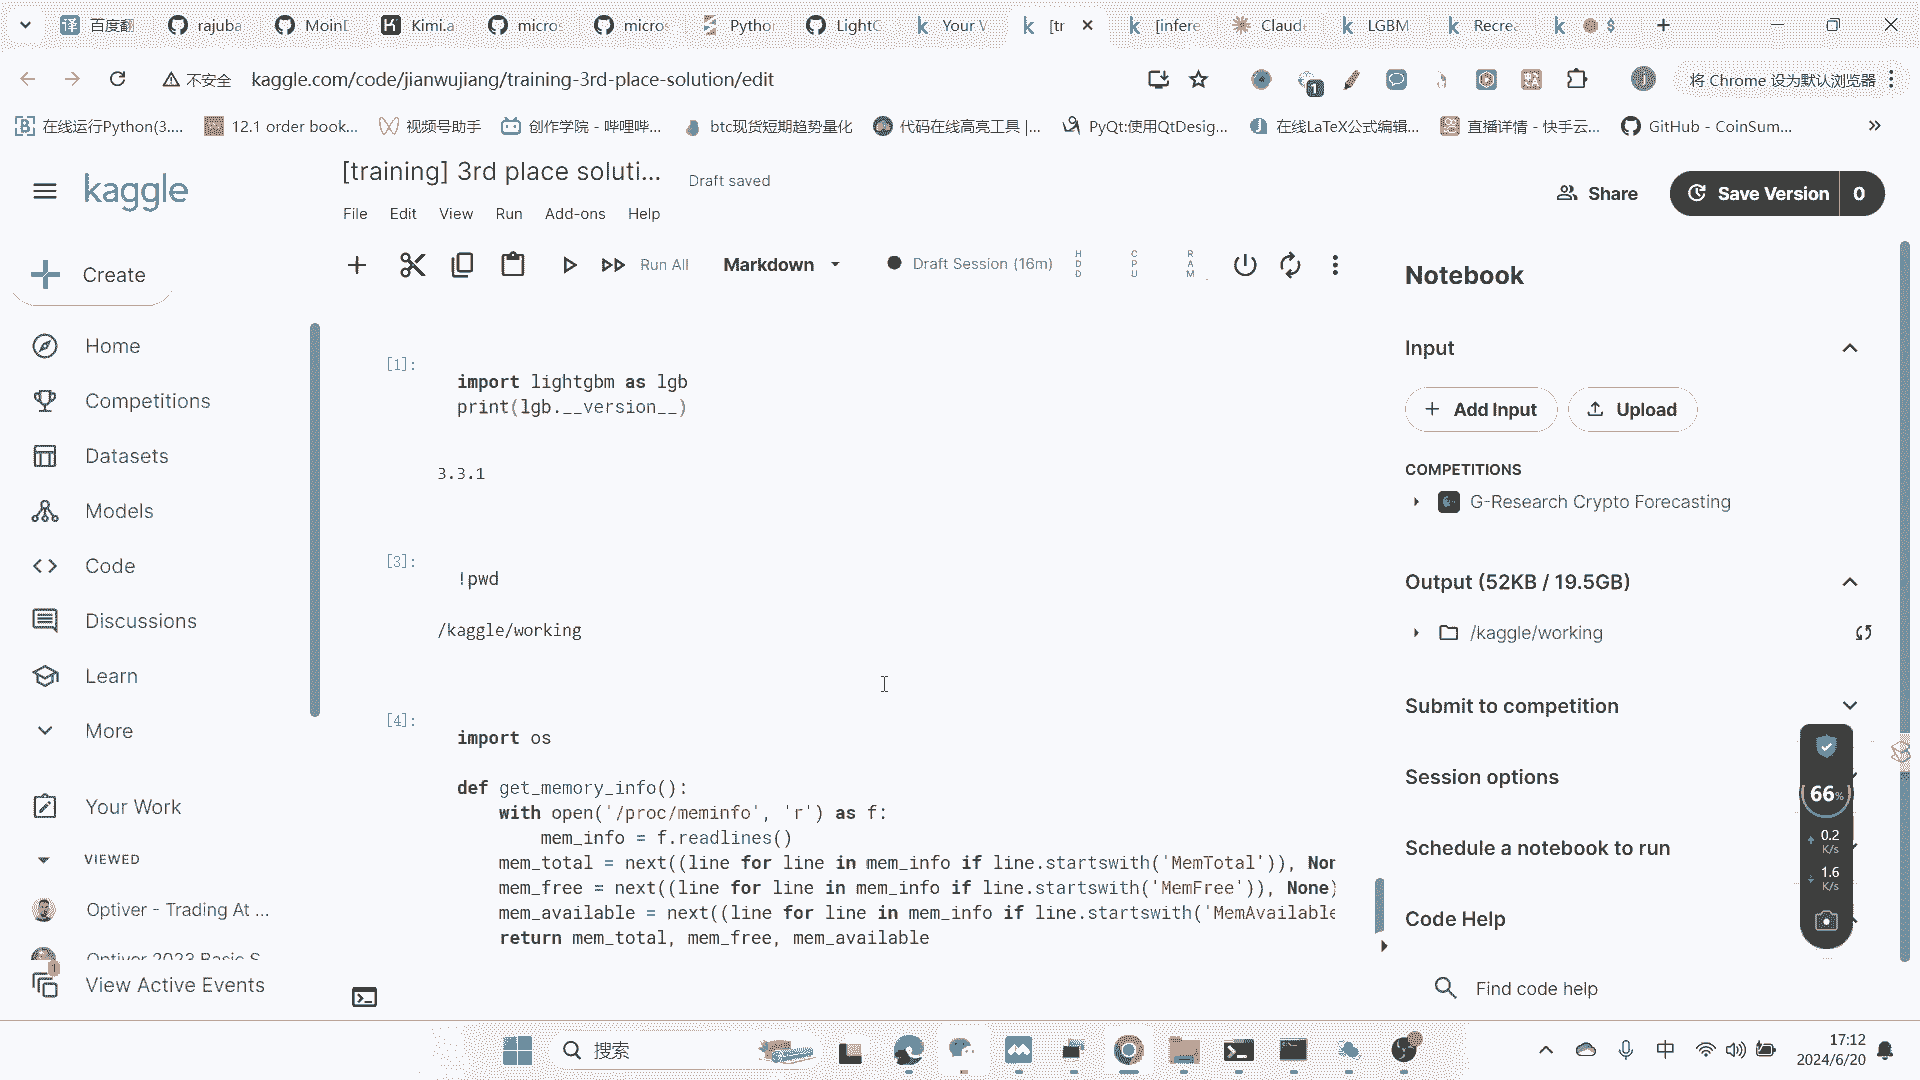 百度翻
rajuba
MoinD
Kimi.a
micros
micros
Python
LightG
Your V
[tr
[infere
Claude
LGBM
Recrea
$
不安全
kaggle.com/code/jianwujiang/training-3rd-place-solution/edit
1
将 Chrome 设为默认浏览器
在线运行Python(3....
12.1 order book...
视频号助手
创作学院 - 哔哩哔...
btc现货短期趋势量化
代码在线高亮工具 |...
PyQt:使用QtDesig...
在线LaTeX公式编辑...
直播详情 - 快手云...
GitHub - CoinSum...
kaggle
[training] 3rd place soluti...
Draft saved
File Edit View Run Add-ons Help
Share
Save Version
0
Run All
Markdown
Draft Session (16m)
HDD
CPU
RAM
Create
Home
Competitions
Datasets
Models
Code
Discussions
Learn
More
Your Work
VIEWED
Optiver - Trading At ...
Optiver 2023 Basic S
1
View Active Events
[1]:
import lightgbm as lgb
print(lgb.__version__)
3.3.1
[3]:
!pwd
/kaggle/working
[4]:
import os
def get_memory_info():
with open('/proc/meminfo', 'r') as f:
mem_info = f.readlines()
mem_total = next((line for line in mem_info if line.startswith('MemTotal')), Non
mem_free = next((line for line in mem_info if line.startswith('MemFree')), None)
mem_available = next((line for line in mem_info if line.startswith('MemAvailable
return mem_total, mem_free, mem_available
Notebook
Input
Add Input
Upload
COMPETITIONS
G-Research Crypto Forecasting
Output (52KB / 19.5GB)
/kaggle/working
Submit to competition
Session options
Schedule a notebook to run
Code Help
Find code help
66%
0.2
K/s
1.6
K/s
搜索
中
17:12
2024/6/20